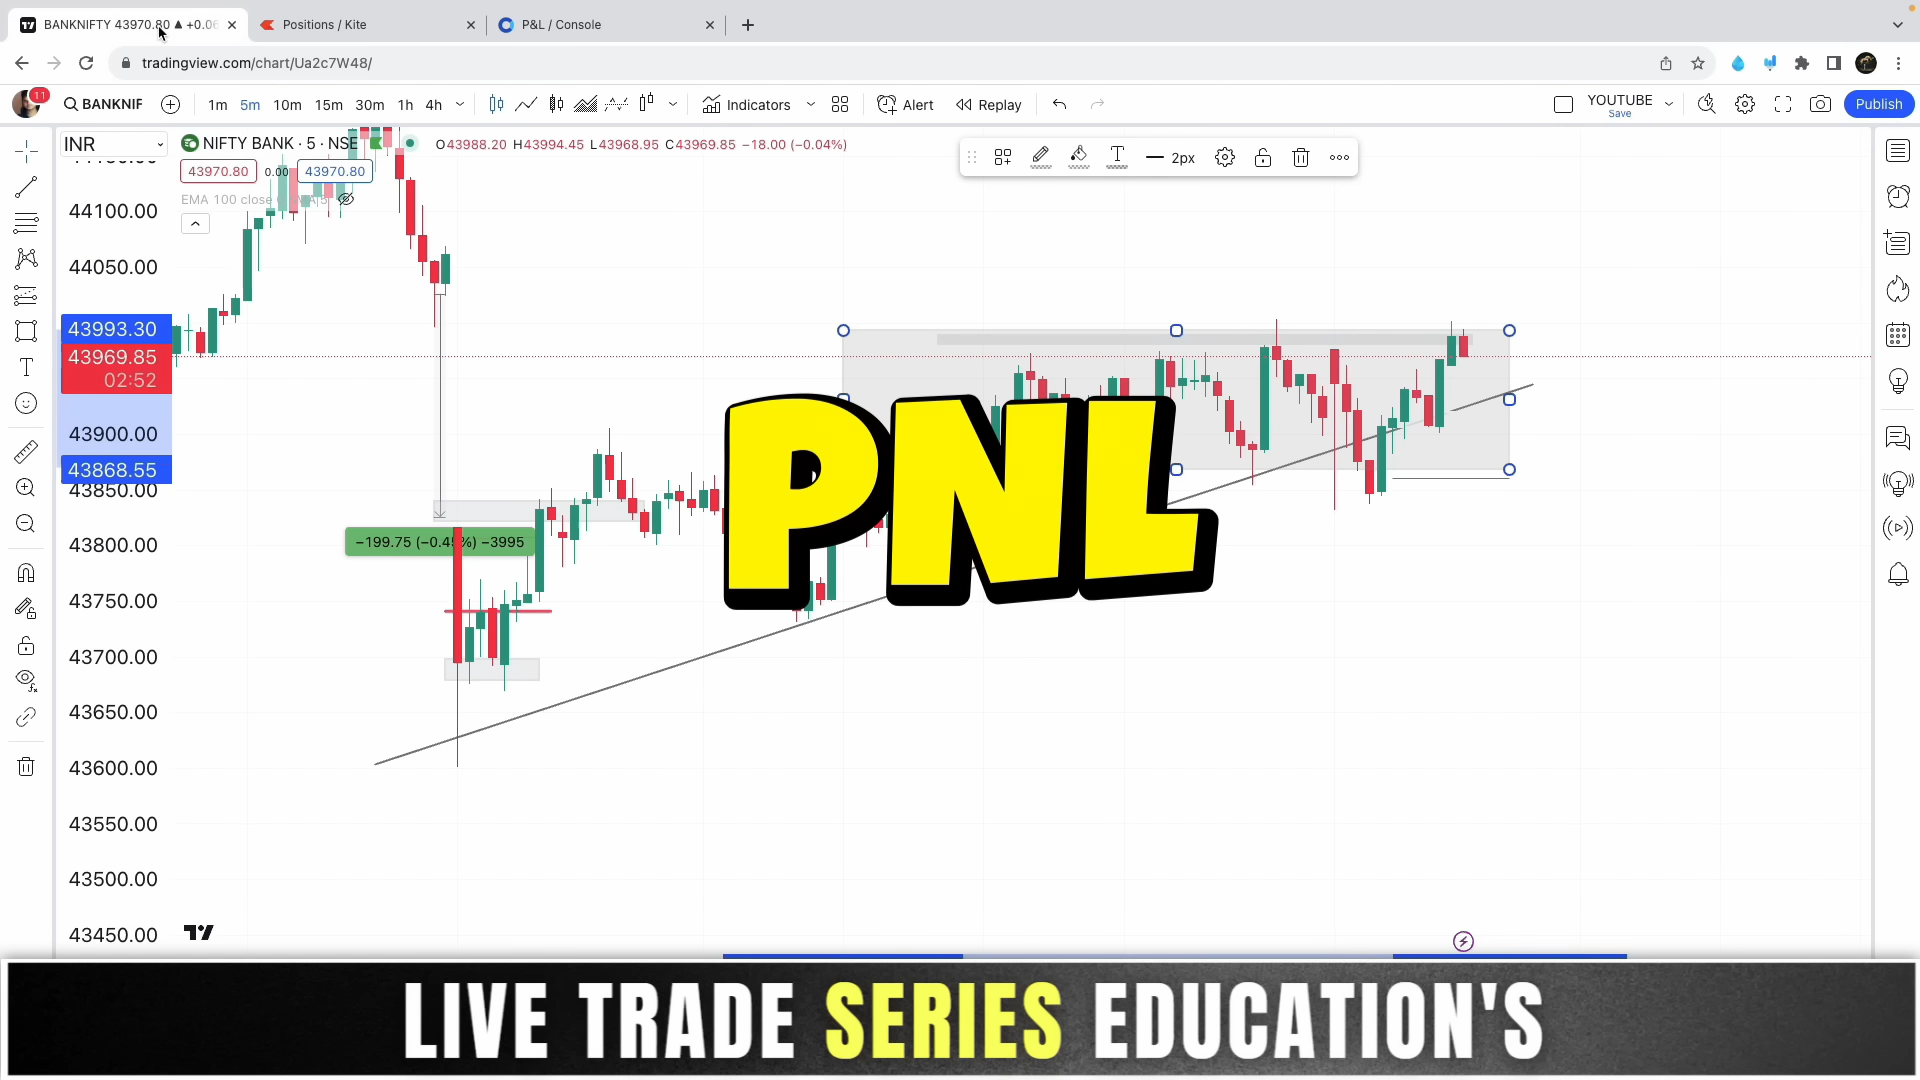 BANKNIFTY 43970.80 ▲ +0.06
Positions / Kite
P&L / Console
tradingview.com/chart/Ua2c7W48/
11
BANKNIF
1m 5m 10m 15m 30m 1h 4h
Indicators
Alert
Replay
YOUTUBE
Save
Publish
INR
NIFTY BANK · 5 · NSE
O43988.20 H43994.45 L43968.95 C43969.85 −18.00 (−0.04%)
2px
43970.80
0.00
43970.80
EMA 100 close
44100.00
44050.00
43993.30
43969.85
02:52
43900.00
43868.55
43850.00
43800.00
−199.75 (−0.45%) −3995
43750.00
43700.00
43650.00
43600.00
43550.00
43500.00
43450.00
PNL
LIVE TRADE SERIES EDUCATION'S